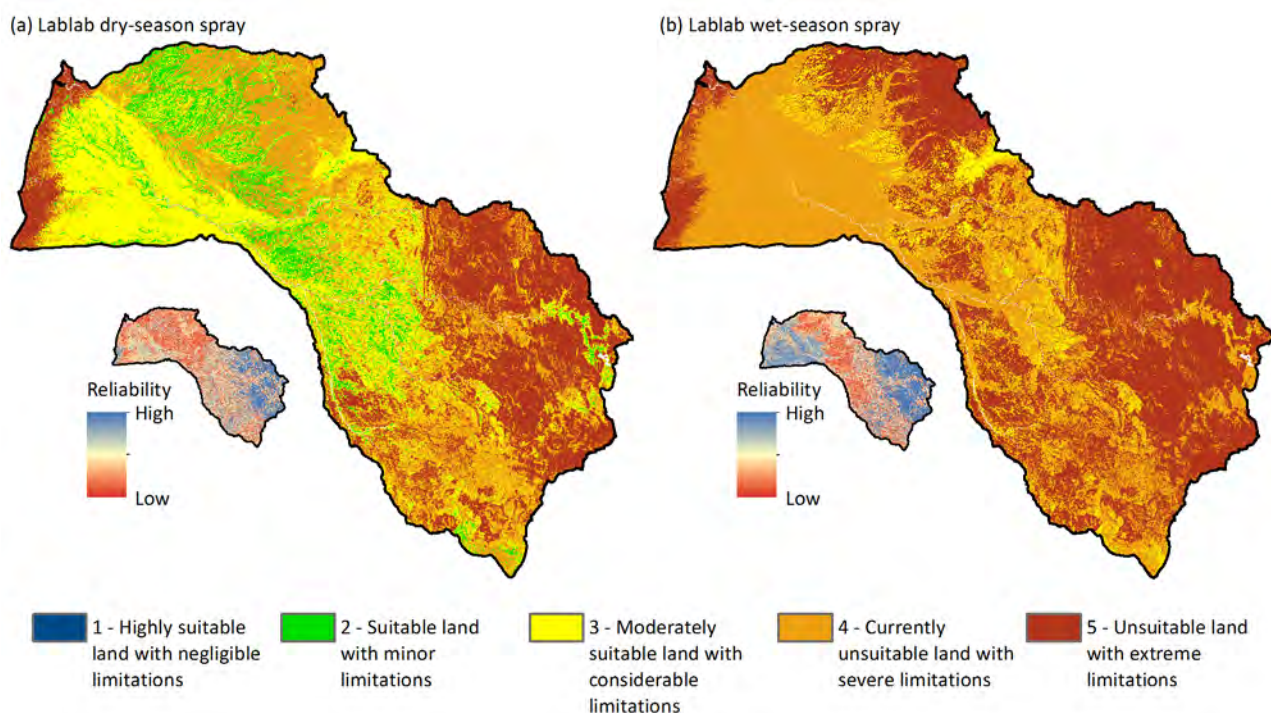 (a) Lablab dry-season spray
(b) Lablab wet-season spray
Reliability
High
Low
Reliability
High
Low
1 - Highly suitable
land with negligible
limitations
2 - Suitable land
with minor
limitations
3 - Moderately
suitable land with
considerable
limitations
4 - Currently
unsuitable land with
severe limitations
5 - Unsuitable land
with extreme
limitations